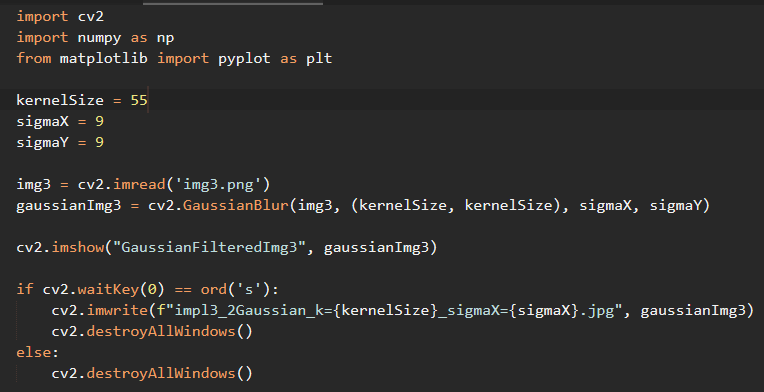 import cv2
import numpy as np
from matplotlib import pyplot as plt
kernelSize = 55
sigmaX = 9
sigmaY = 9
img3 = cv2.imread('img3.png')
gaussianImg3 = cv2.GaussianBlur(img3, (kernelSize, kernelSize), sigmaX, sigmaY)
cv2.imshow("GaussianFilteredImg3", gaussianImg3)
if cv2.waitKey(0) == ord('s'):
    cv2.imwrite(f"impl3_2Gaussian_k={kernelSize}_sigmaX={sigmaX}.jpg", gaussianImg3)
    cv2.destroyAllWindows()
else:
    cv2.destroyAllWindows()